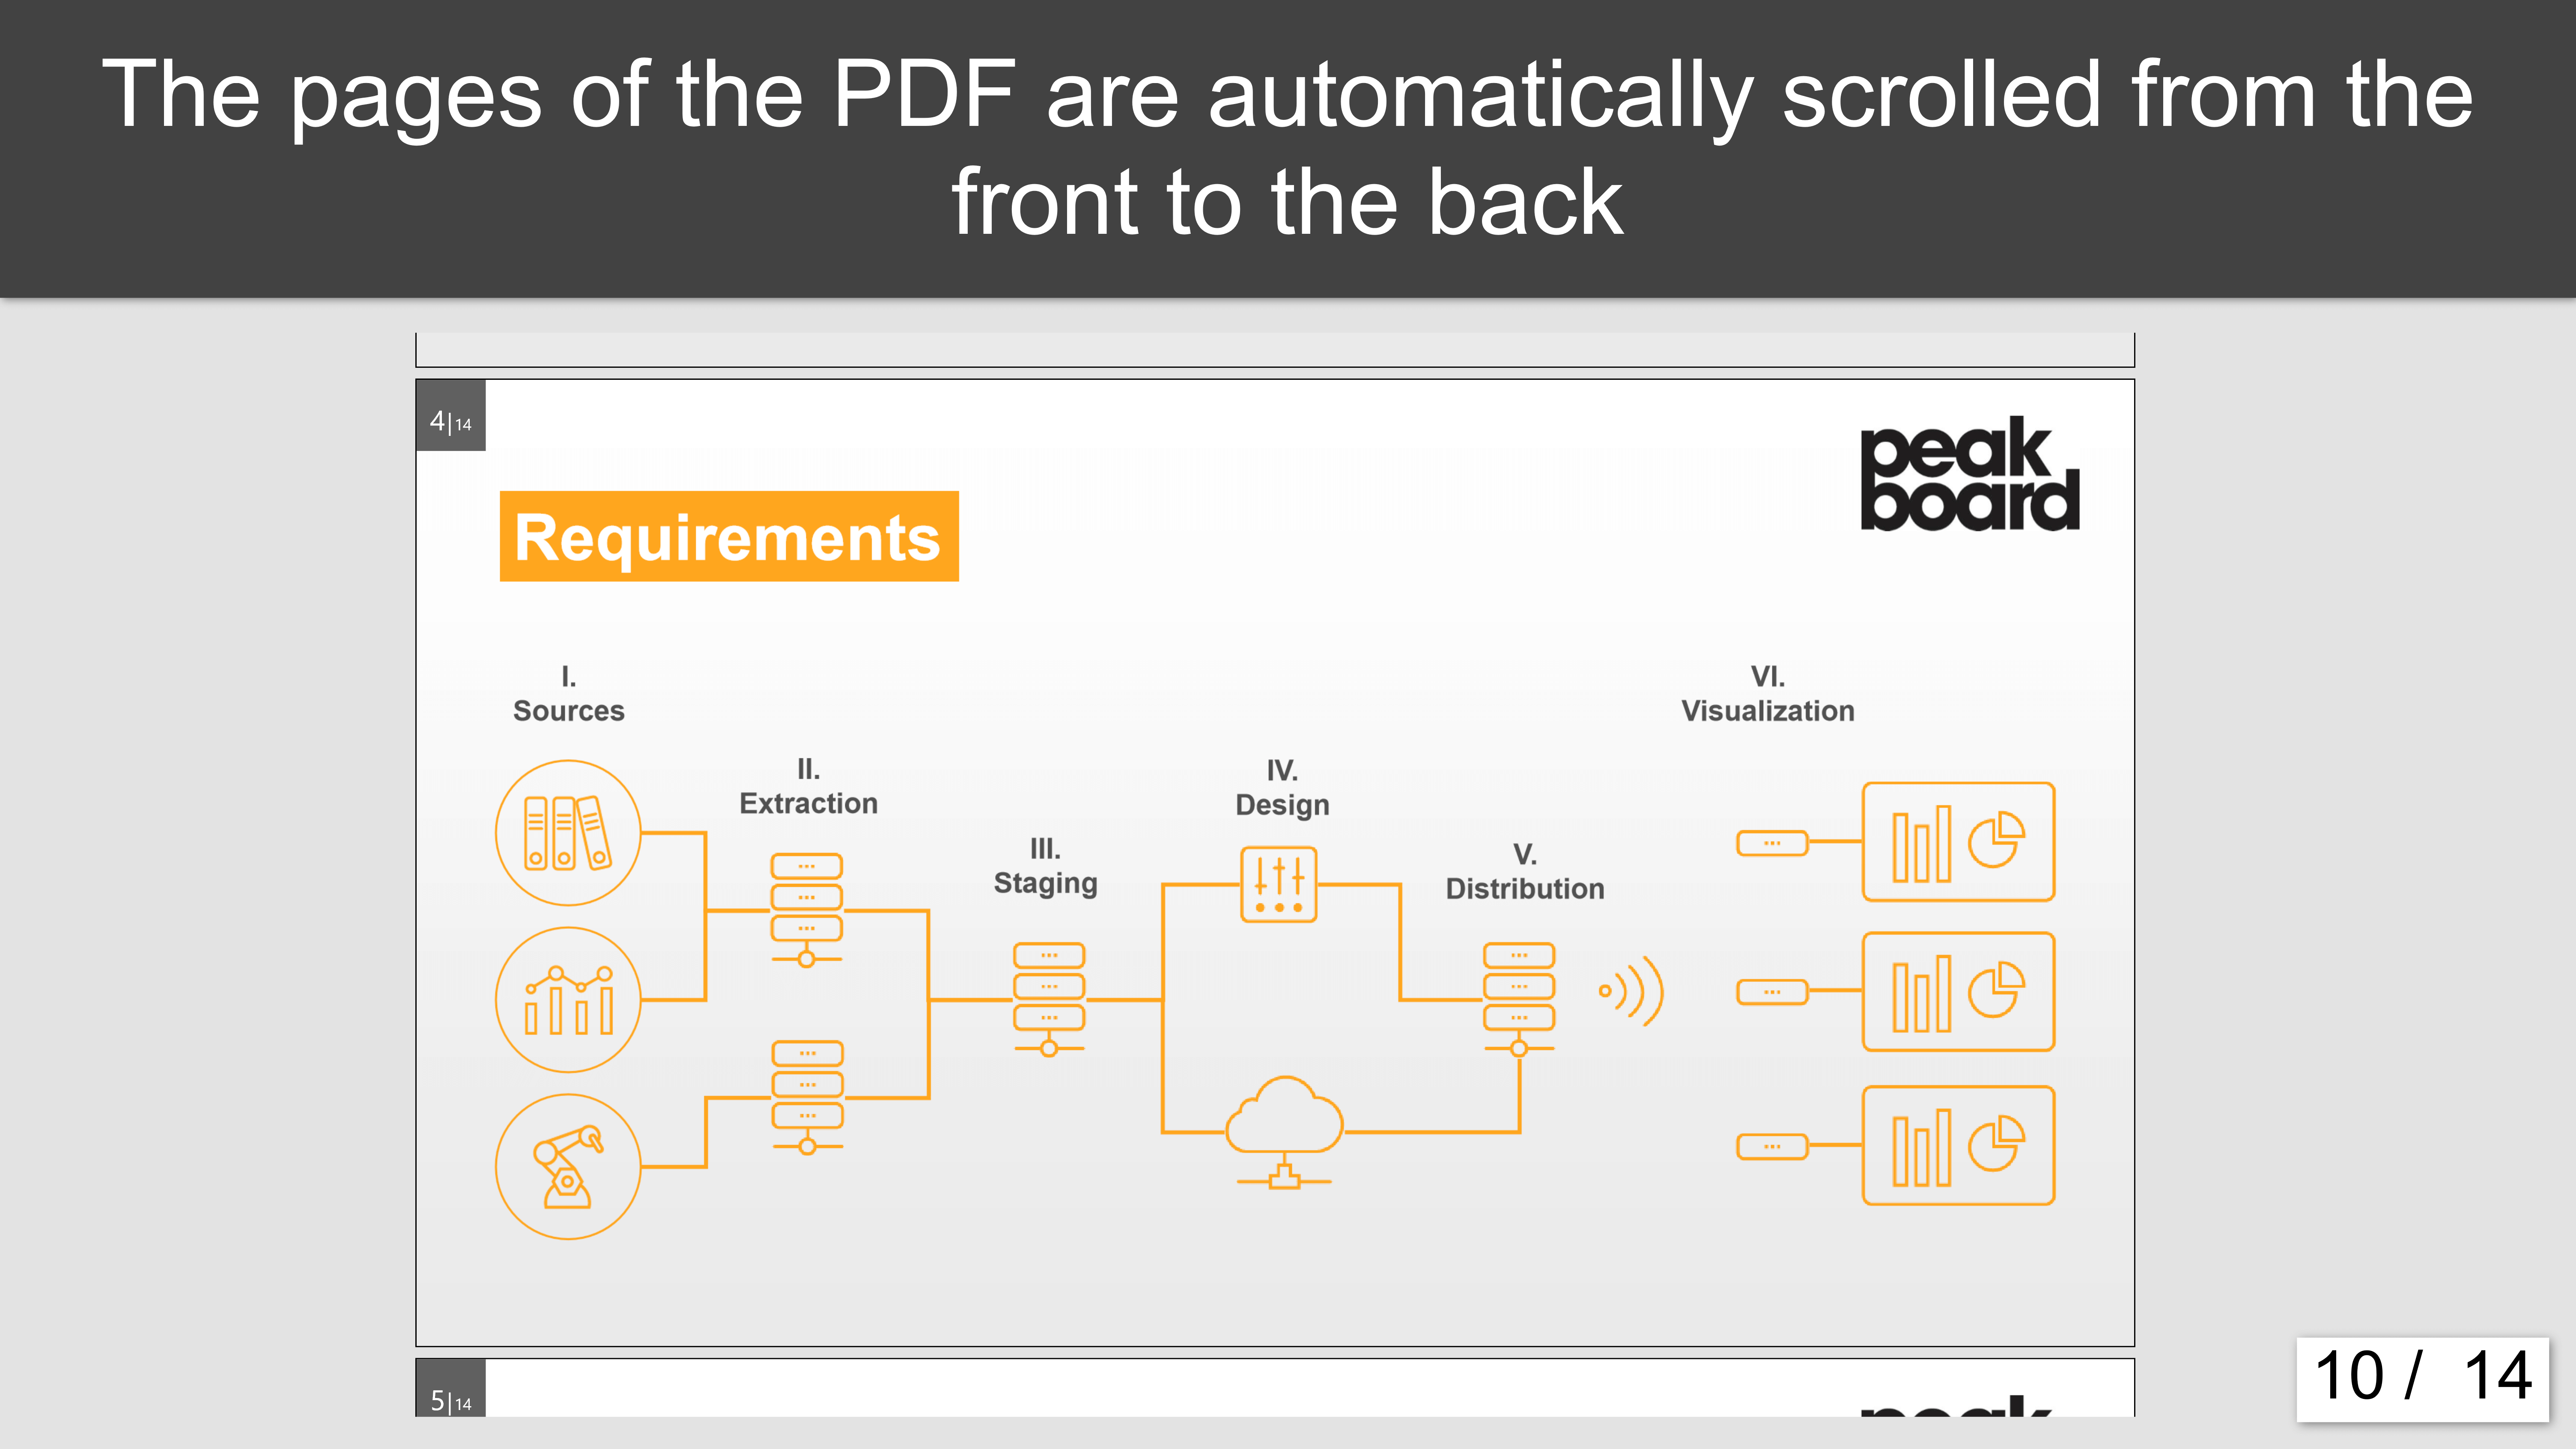 The pages of the PDF are automatically scrolled from the
front to the back
4|14
peak
board
Requirements
I.
Sources
VI.
Visualization
II.
Extraction
IV.
Design
III.
Staging
V.
Distribution
5|14
peak
10 / 14